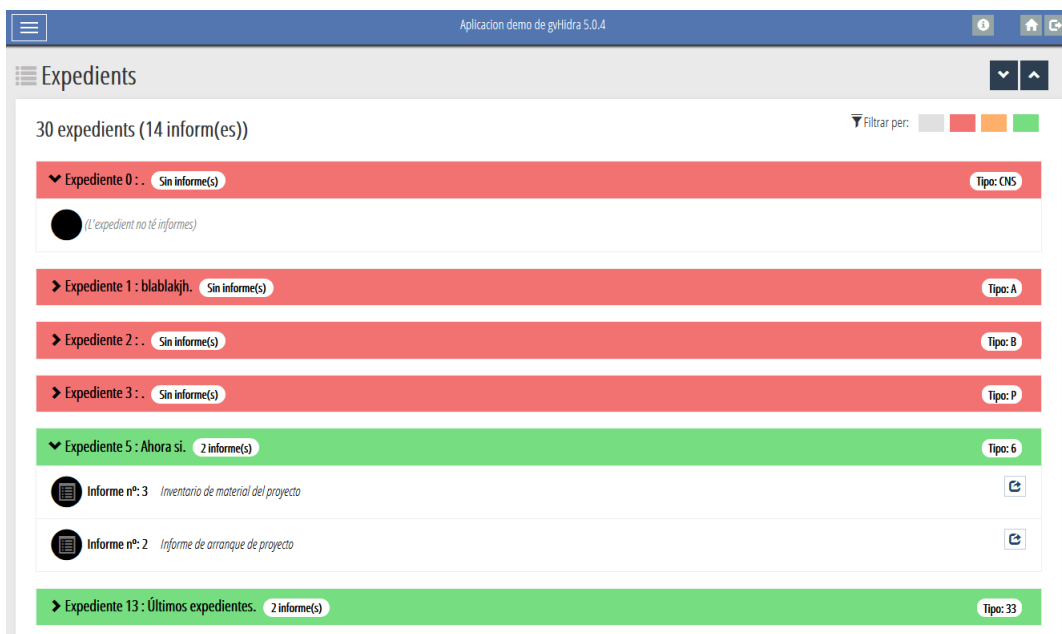 Aplicacion demo de gvHidra 5.0.4
Expedients
30 expedients (14 inform(es))
Filtrar per:
Expediente 0 : . Sin informe(s) Tipo: CNS
(L'expedient no té informes)
Expediente 1 : blablakjh. Sin informe(s) Tipo: A
Expediente 2 : . Sin informe(s) Tipo: B
Expediente 3 : . Sin informe(s) Tipo: P
Expediente 5 : Ahora si. 2 informe(s) Tipo: 6
Informe nº: 3 Inventario de material del proyecto
Informe nº: 2 Informe de arranque de proyecto
Expediente 13 : Últimos expedientes. 2 informe(s) Tipo: 33